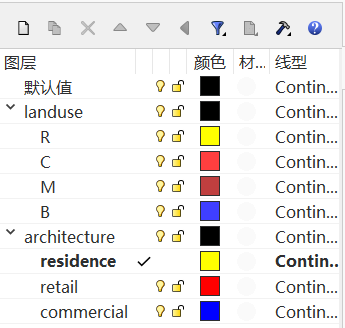 图层 颜色 材... 线型
默认值 Contin...
landuse Contin...
R Contin...
C Contin...
M Contin...
B Contin...
architecture Contin...
residence Contin...
retail Contin...
commercial Contin...